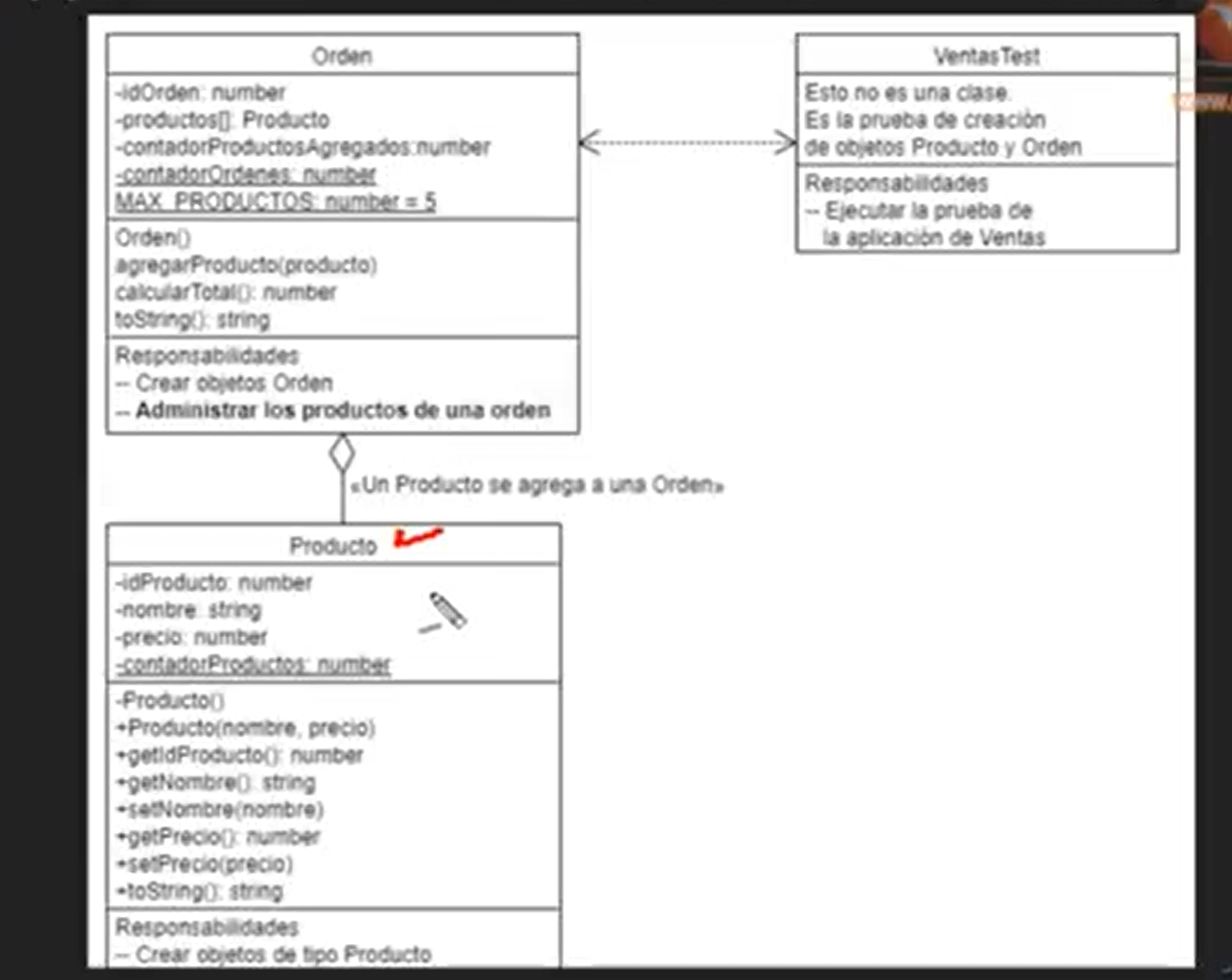 Orden
-idOrden: number
-productos[]: Producto
-contadorProductosAgregados:number
-contadorOrdenes: number
MAX_PRODUCTOS: number = 5
Orden()
agregarProducto(producto)
calcularTotal(): number
toString(): string
Responsabilidades
-- Crear objetos Orden
-- Administrar los productos de una orden
VentasTest
Esto no es una clase.
Es la prueba de creación
de objetos Producto y Orden
Responsabilidades
-- Ejecutar la prueba de
la aplicación de Ventas
«Un Producto se agrega a una Orden»
Producto
-idProducto: number
-nombre: string
-precio: number
-contadorProductos: number
-Producto()
+Producto(nombre, precio)
+getIdProducto(): number
+getNombre(): string
+setNombre(nombre)
+getPrecio(): number
+setPrecio(precio)
+toString(): string
Responsabilidades
-- Crear objetos de tipo Producto